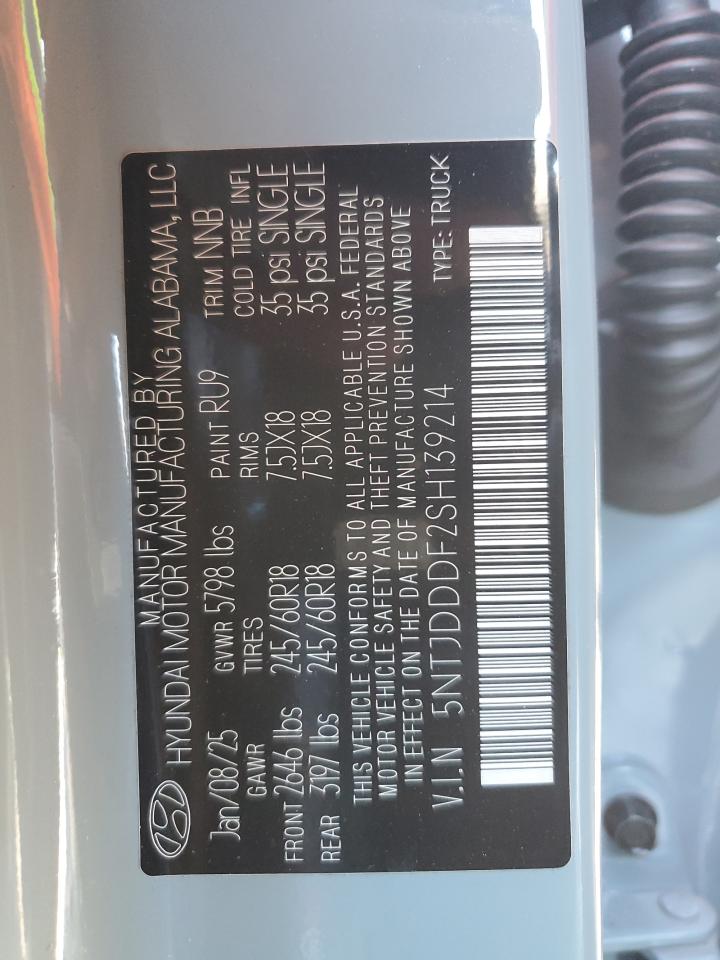 MANUFACTURED BY
HYUNDAI MOTOR MANUFACTURING ALABAMA, LLC
Jan/08/25 GVWR 5798 lbs PAINT RU9 TRIM NNB
GAWR TIRES RIMS COLD TIRE INFL
FRONT 2646 lbs 245/60R18 7.5JX18 35 psi SINGLE
REAR 3197 lbs 245/60R18 7.5JX18 35 psi SINGLE
THIS VEHICLE CONFORMS TO ALL APPLICABLE U.S.A. FEDERAL
MOTOR VEHICLE SAFETY AND THEFT PREVENTION STANDARDS
IN EFFECT ON THE DATE OF MANUFACTURE SHOWN ABOVE
V.I.N 5NTJDDDF2SH139214 TYPE: TRUCK